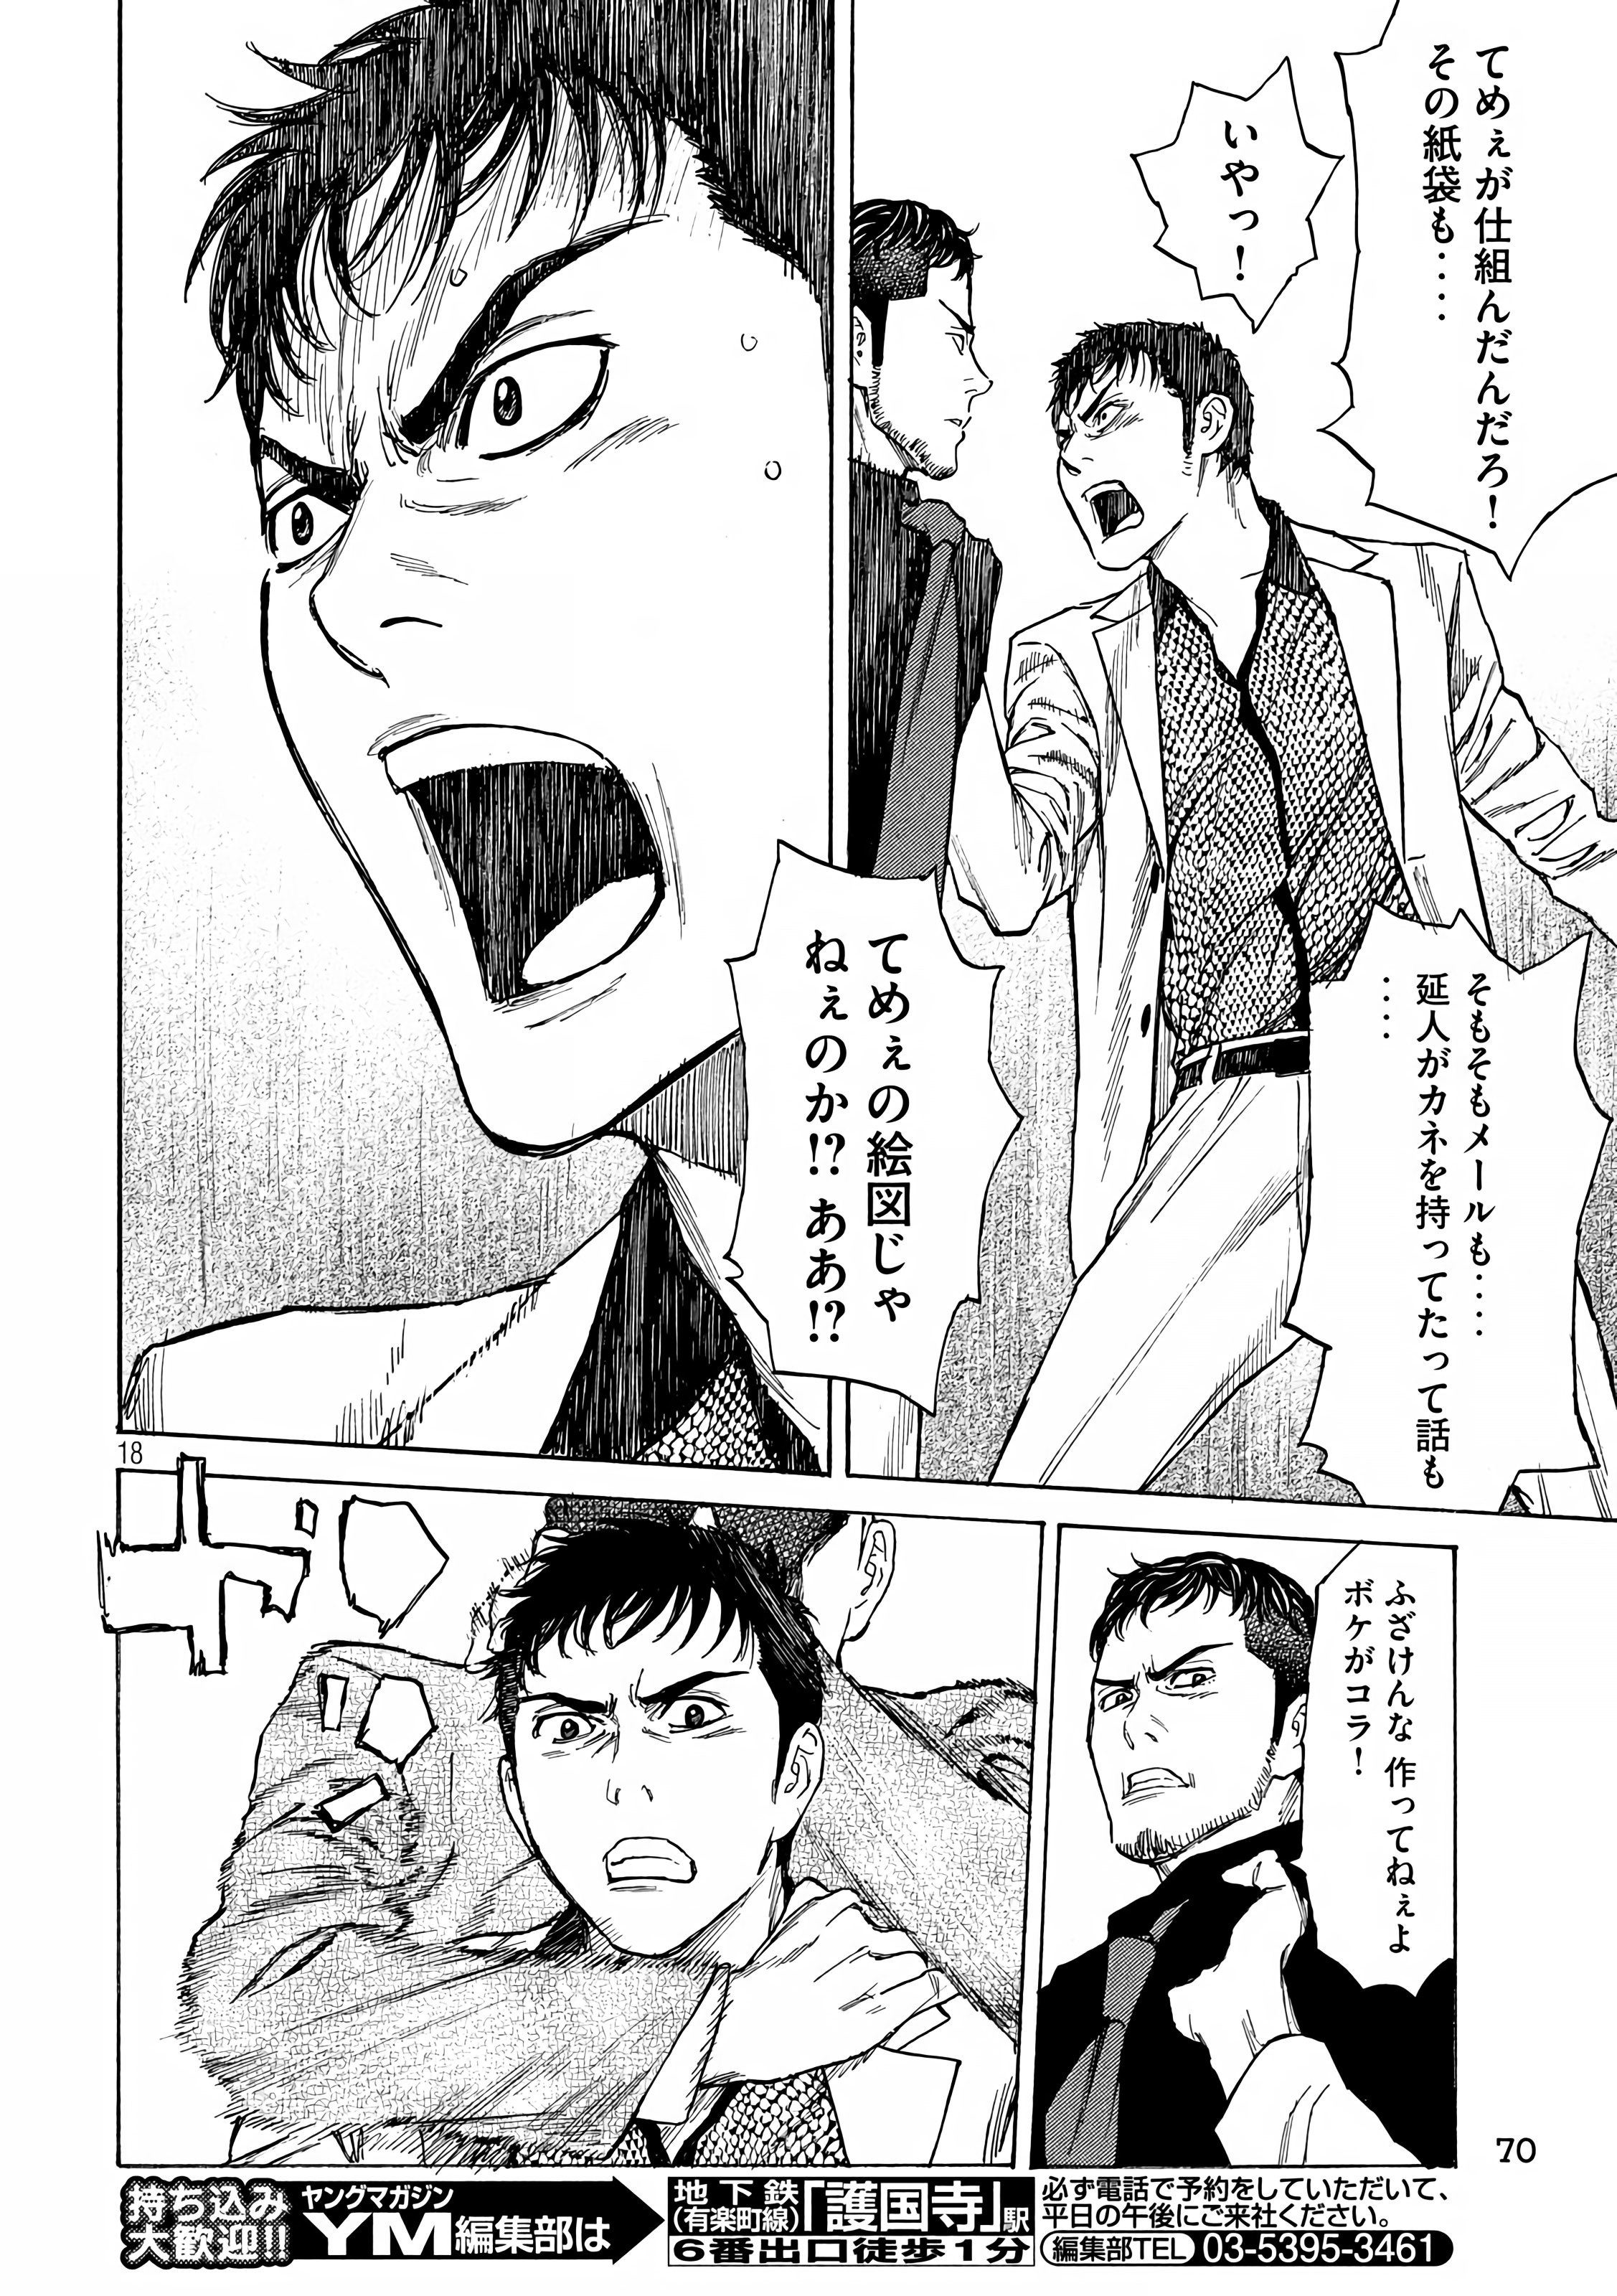 てめぇが仕組んだんだろ！
その紙袋も‥‥
いやっ！
そもそもメールも‥‥
延人がカネを持ってたって話も
‥‥
てめぇの絵図じゃ
ねぇのか!? ああ!?
18
ふざけんな 作ってねぇよ
ボケがコラ！
70
持ち込み
大歓迎!!
ヤングマガジン
YM編集部は
地下鉄
(有楽町線)
「護国寺」駅
6番出口徒歩1分
必ず電話で予約をしていただいて、
平日の午後にご来社ください。
編集部TEL 03-5395-3461